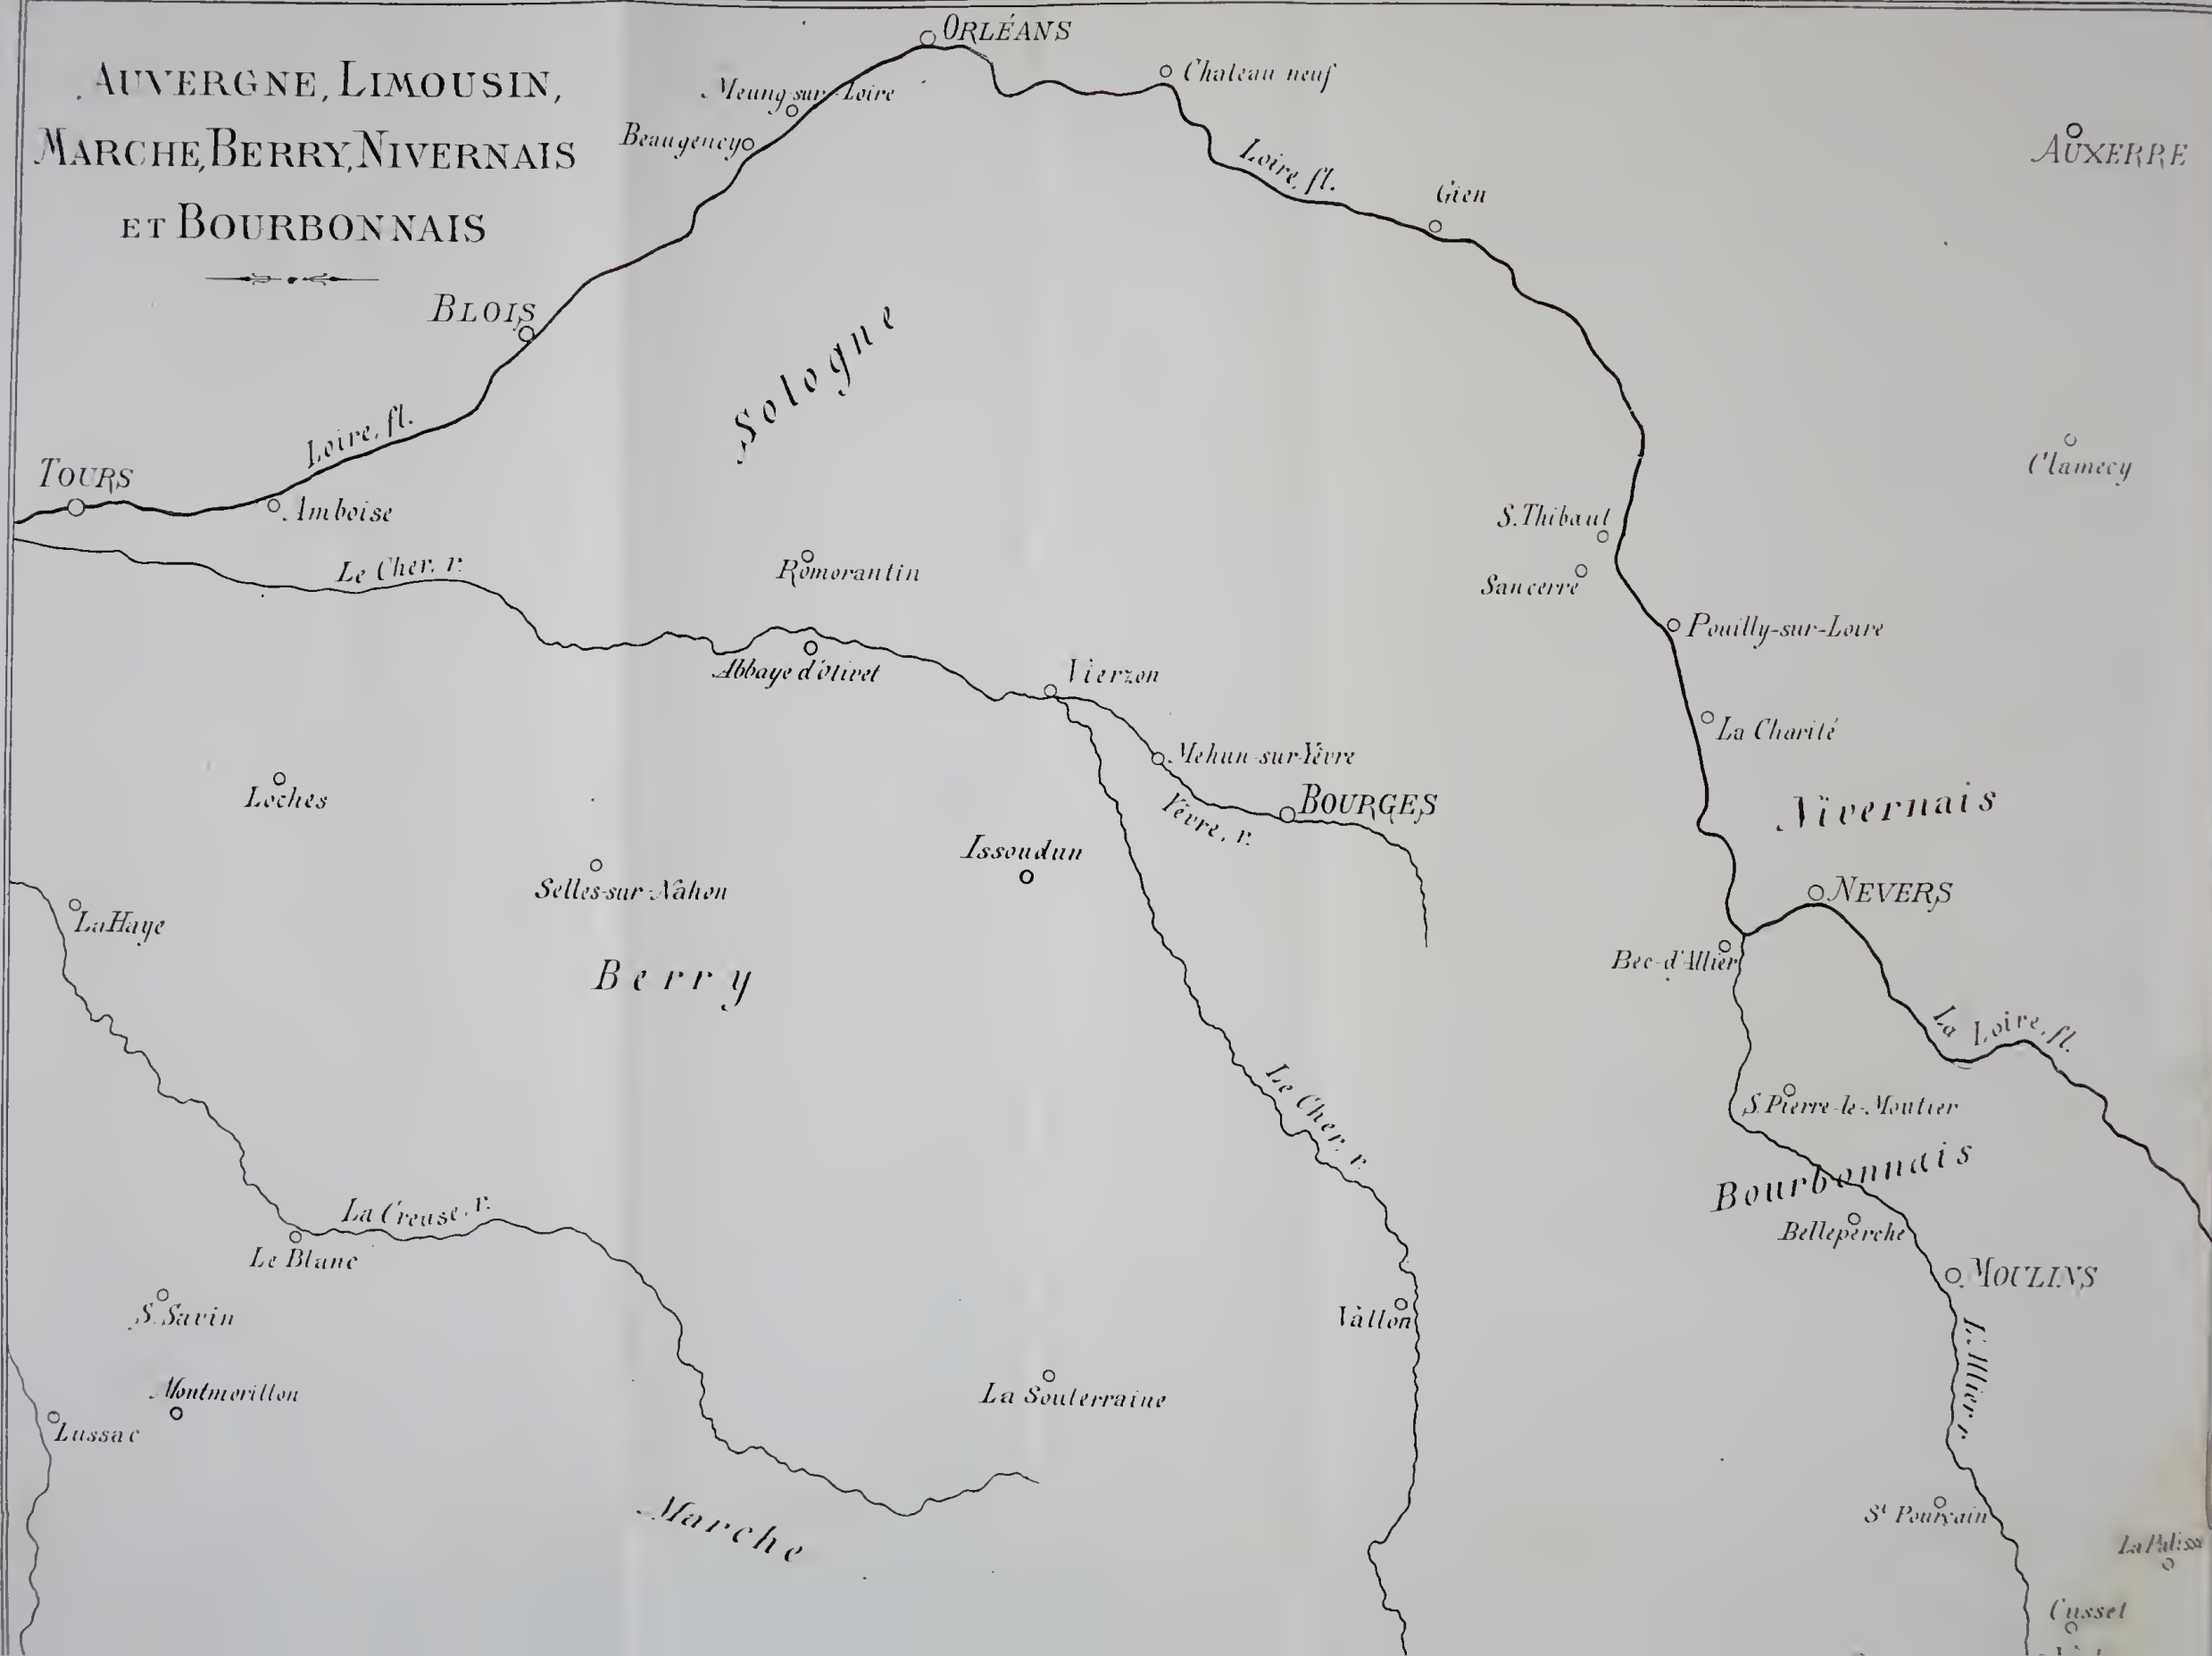 AUVERGNE, LIMOUSIN,
MARCHE, BERRY, NIVERNAIS
ET BOURBONNAIS
ORLÉANS
Chateau neuf
Meung-sur-Loire
Beaugency
AUXERRE
Loire, fl.
Gien
BLOIS
Sologne
Loire, fl.
TOURS
Amboise
Clamecy
S. Thibaut
Sancerre
Le Cher, r.
Romorantin
Pouilly-sur-Loire
Abbaye d'Olivet
Vierzon
La Charité
Mehun-sur-Yèvre
Loches
BOURGES
Yèvre, r.
Nivernais
Issoudun
Selles-sur-Nahon
NEVERS
La Haye
Bec-d'Allier
Berry
La Loire, fl.
Le Cher, r.
S. Pierre-le-Moutier
Bourbonnais
La Creuse, r.
Belleperche
Le Blanc
MOULINS
S. Savin
Vallon
L'Allier, r.
Montmorillon
La Souterraine
Lussac
Marche
St Pourçain
La Palisse
Cusset